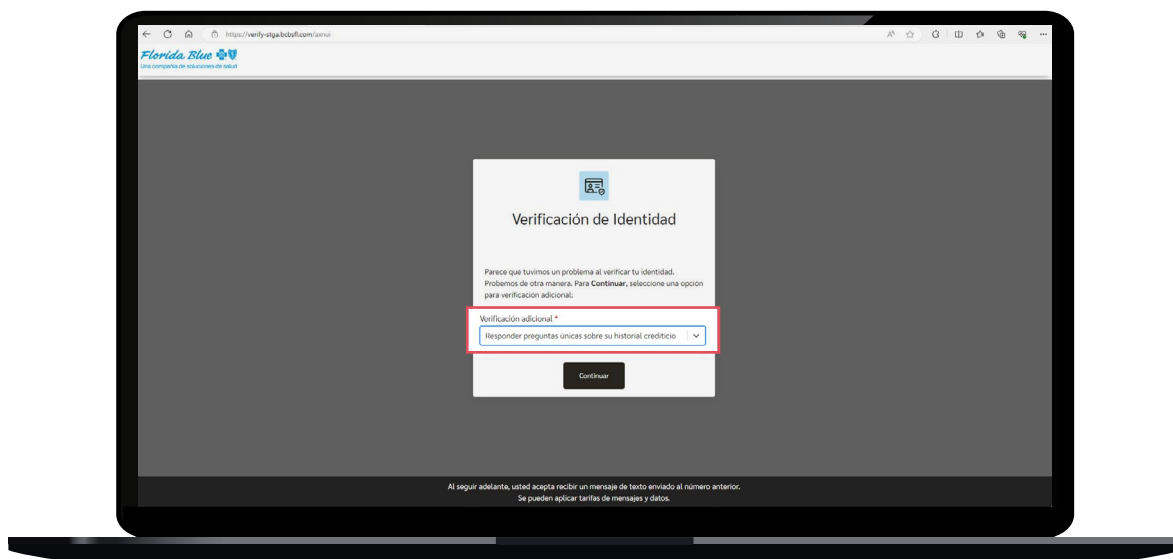 https://verify-stga.bcbsfl.com/iamui
Florida Blue
Una compañía de soluciones de salud
Verificación de Identidad
Parece que tuvimos un problema al verificar tu identidad.
Probemos de otra manera. Para Continuar, seleccione una opción
para verificación adicional:
Verificación adicional *
Responder preguntas únicas sobre su historial crediticio
Continuar
Al seguir adelante, usted acepta recibir un mensaje de texto enviado al número anterior.
Se pueden aplicar tarifas de mensajes y datos.